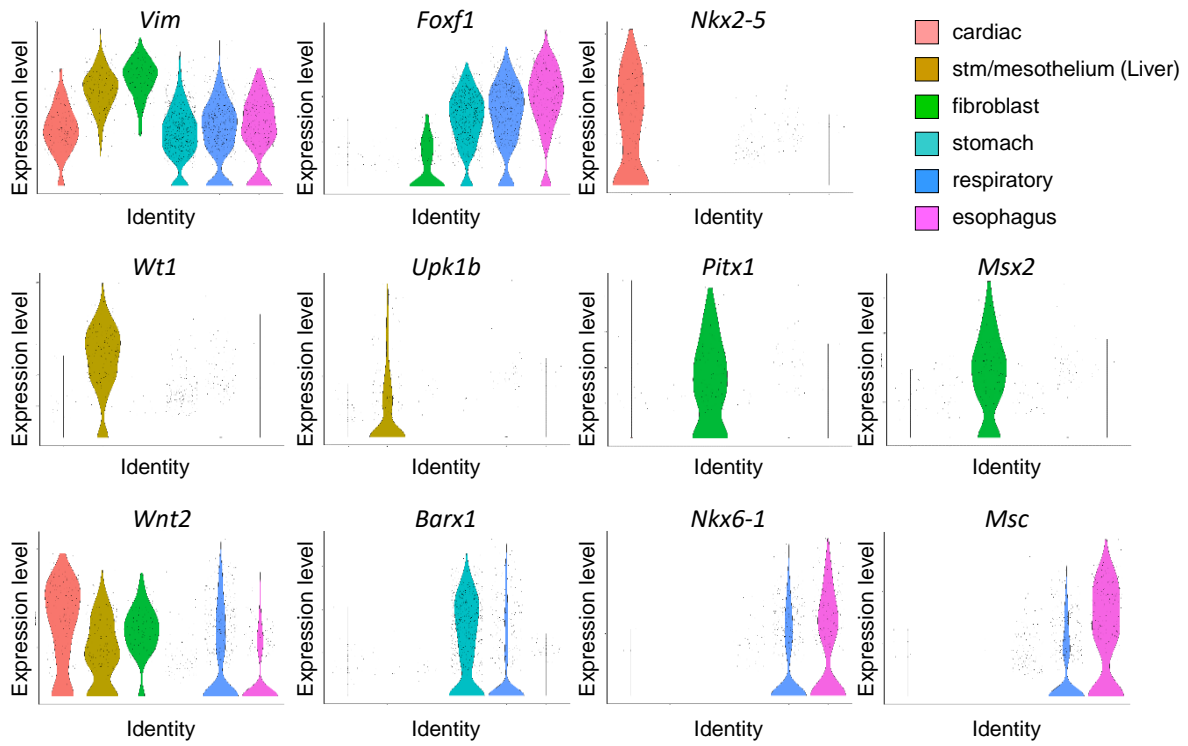 Vim
Foxf1
Nkx2-5
Expression level
Expression level
Expression level
Identity
Identity
Identity
cardiac
stm/mesothelium (Liver)
fibroblast
stomach
respiratory
esophagus
Wt1
Upk1b
Pitx1
Msx2
Expression level
Expression level
Expression level
Expression level
Identity
Identity
Identity
Identity
Wnt2
Barx1
Nkx6-1
Msc
Expression level
Expression level
Expression level
Expression level
Identity
Identity
Identity
Identity